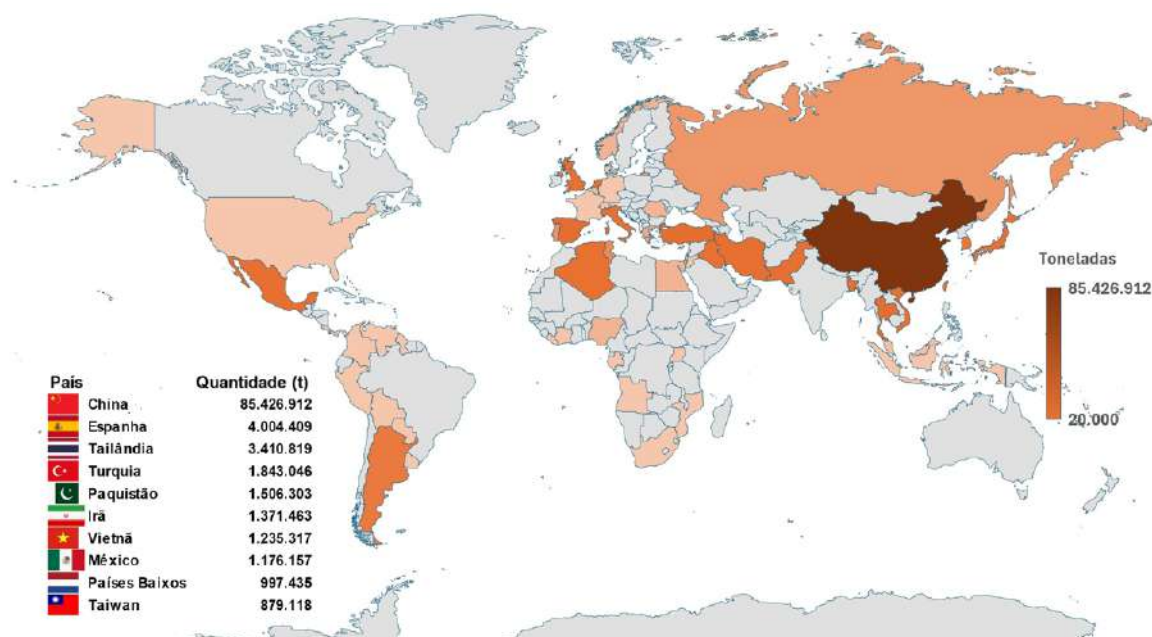 Toneladas
85.426.912
20.000
País Quantidade (t)
China 85.426.912
Espanha 4.004.409
Tailândia 3.410.819
Turquia 1.843.046
Paquistão 1.506.303
Irã 1.371.463
Vietnã 1.235.317
México 1.176.157
Países Baixos 997.435
Taiwan 879.118